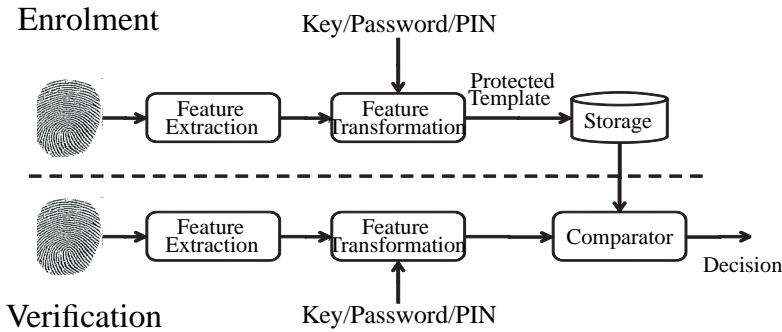 Enrolment
Key/Password/PIN
Feature
Extraction
Feature
Transformation
Protected
Template
Storage
Feature
Extraction
Feature
Transformation
Comparator
Decision
Verification
Key/Password/PIN